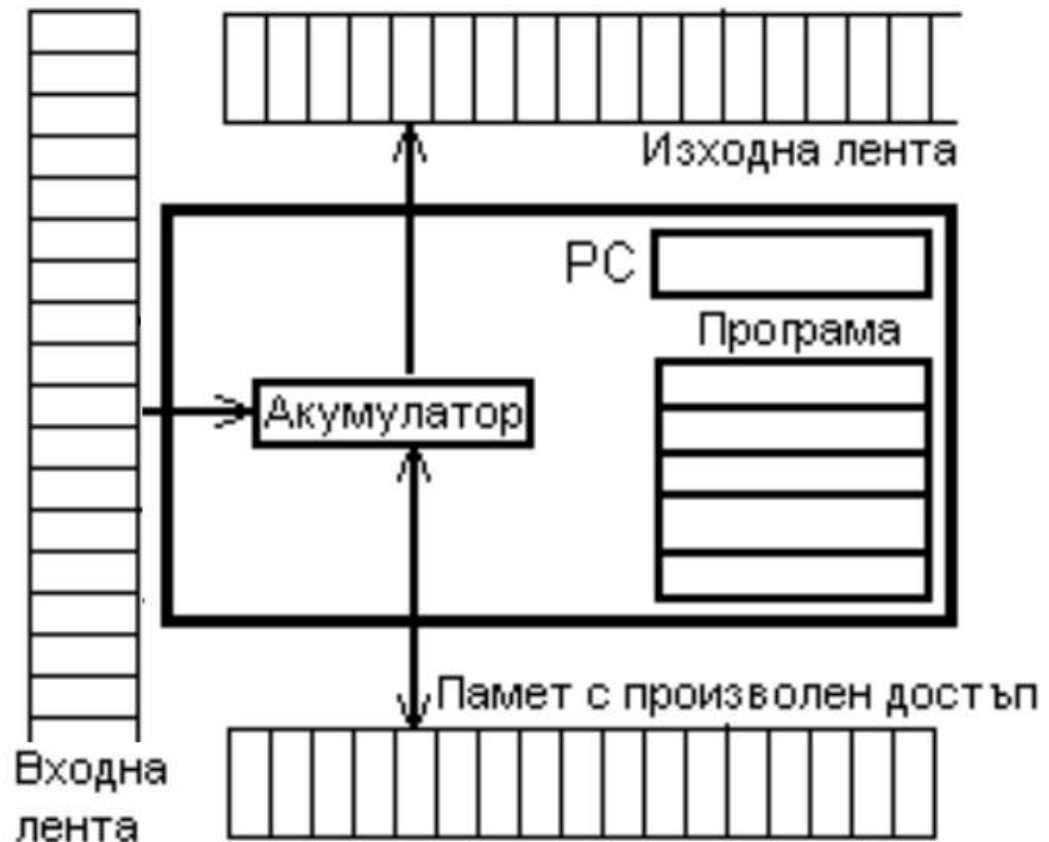 Изходна лента
PC
Програма
Акумулатор
Памет с произволен достъп
Входна
лента